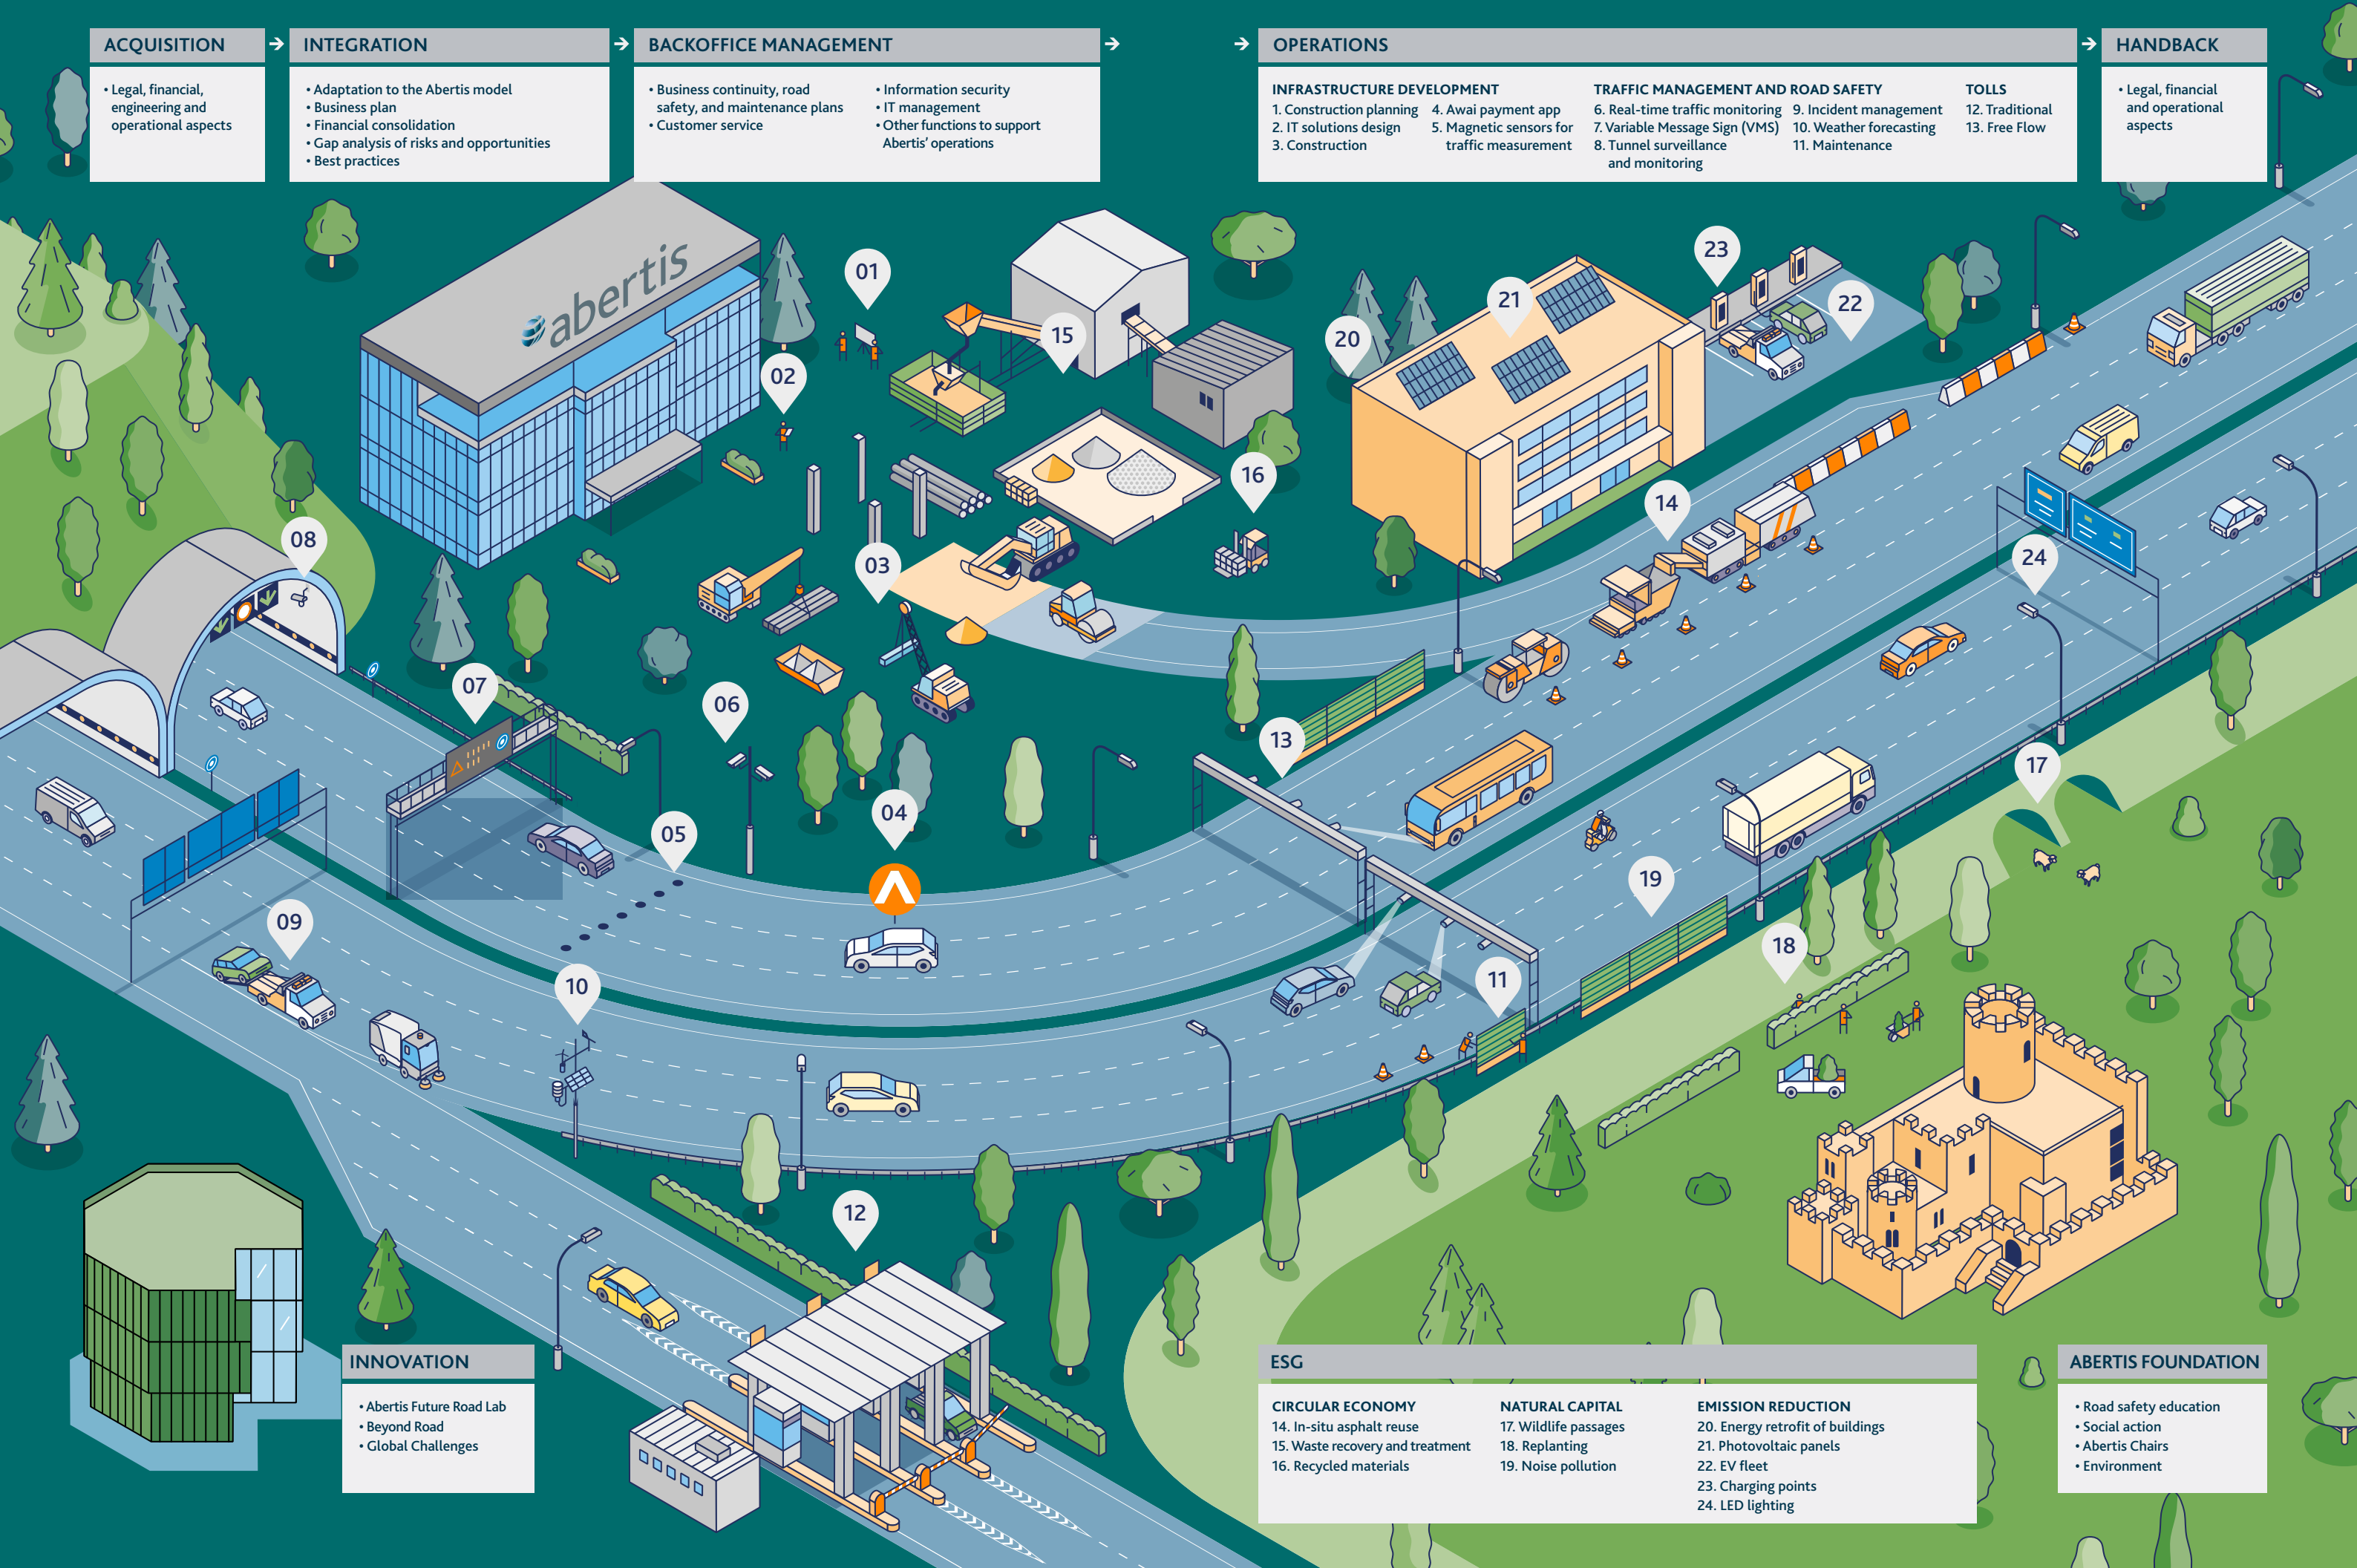 ACQUISITION
• Legal, financial,
engineering and
operational aspects
INTEGRATION
• Adaptation to the Abertis model
• Business plan
• Financial consolidation
• Gap analysis of risks and opportunities
• Best practices
BACKOFFICE MANAGEMENT
• Business continuity, road
safety, and maintenance plans
• Customer service
• Information security
• IT management
• Other functions to support
Abertis' operations
OPERATIONS
INFRASTRUCTURE DEVELOPMENT
1. Construction planning
2. IT solutions design
3. Construction
4. Awai payment app
5. Magnetic sensors for
traffic measurement
TRAFFIC MANAGEMENT AND ROAD SAFETY
6. Real-time traffic monitoring
7. Variable Message Sign (VMS)
8. Tunnel surveillance
and monitoring
9. Incident management
10. Weather forecasting
11. Maintenance
TOLLS
12. Traditional
13. Free Flow
HANDBACK
• Legal, financial
and operational
aspects
abertis
01
02
15
20
21
23
22
16
14
03
08
24
07
06
13
17
04
05
19
09
18
10
11
12
INNOVATION
• Abertis Future Road Lab
• Beyond Road
• Global Challenges
ESG
CIRCULAR ECONOMY
14. In-situ asphalt reuse
15. Waste recovery and treatment
16. Recycled materials
NATURAL CAPITAL
17. Wildlife passages
18. Replanting
19. Noise pollution
EMISSION REDUCTION
20. Energy retrofit of buildings
21. Photovoltaic panels
22. EV fleet
23. Charging points
24. LED lighting
ABERTIS FOUNDATION
• Road safety education
• Social action
• Abertis Chairs
• Environment